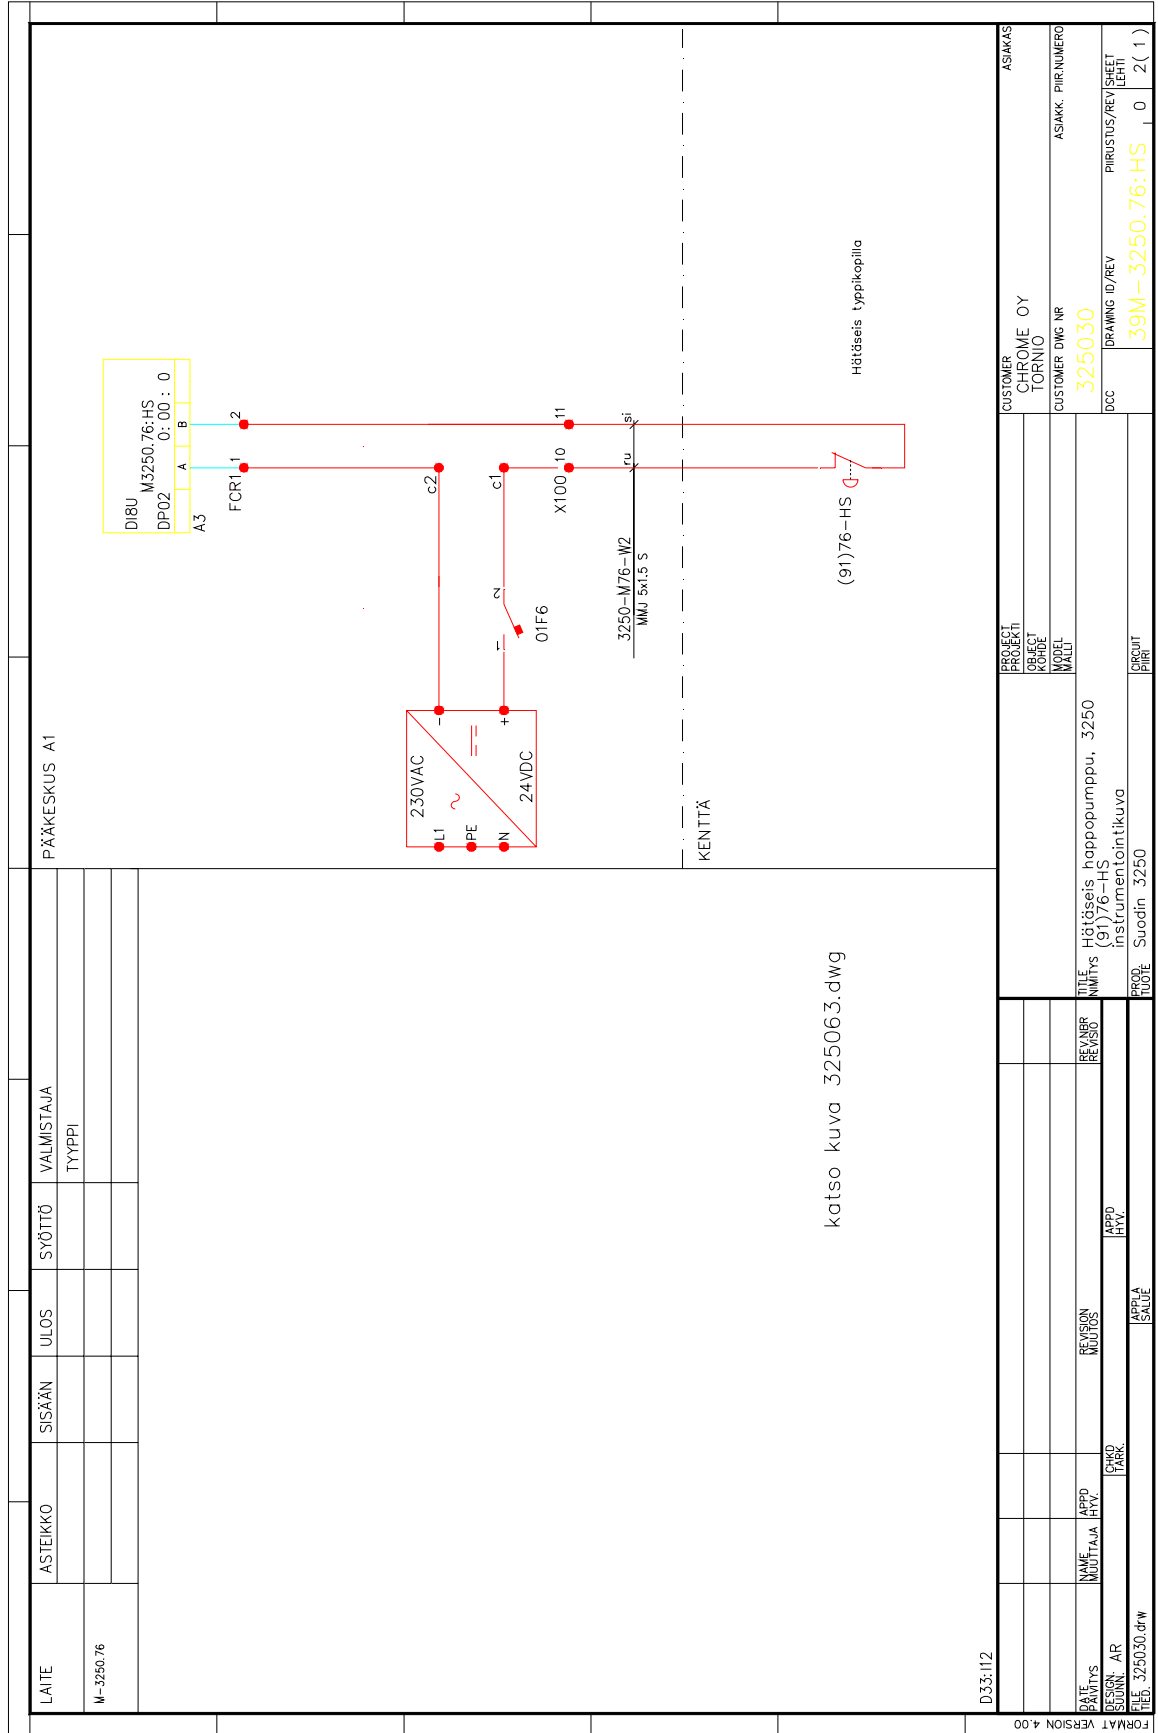 LAITE
ASTEIKKO
SISÄÄN
ULOS
SYÖTTÖ
VALMISTAJA
TYYPPI
M-3250.76
PÄÄKESKUS A1
DI8U
M3250.76:HS
DP02
0: 00 : 0
A
B
A3
FCR1
1
2
230VAC
L1
PE
N
-
+
24VDC
c2
c1
1
2
01F6
X100
10
11
3250-M76-W2
MMJ 5x1.5 S
ru
si
KENTTÄ
(91)76-HS
Hätäseis typpikopilla
katso kuva 325063.dwg
D33:I12
DATE
PÄIVITYS
NAME
MUUTTAJA
APPD
HYV.
REVISION
MUUTOS
REV.NBR
REVISIO
DESIGN.
SUUNN.
AR
CHKD
TARK.
APPD
HYV.
FILE
TIED.
325030.drw
APPLA
SALUE
PROJECT
PROJEKTI
OBJECT
KOHDE
MODEL
MALLI
TITLE
NIMITYS
Hätäseis happopumppu, 3250
(91)76-HS
instrumentointikuva
PROD.
TUOTE
Suodin 3250
CIRCUIT
PIIRI
CUSTOMER
ASIAKAS
CHROME OY
TORNIO
CUSTOMER DWG NR
ASIAKK. PIIR.NUMERO
325030
DCC
DRAWING ID/REV
PIIRUSTUS/REV
SHEET
LEHTI
39M-3250.76:HS
0
2( 1 )
FORMAT VERSION 4.00